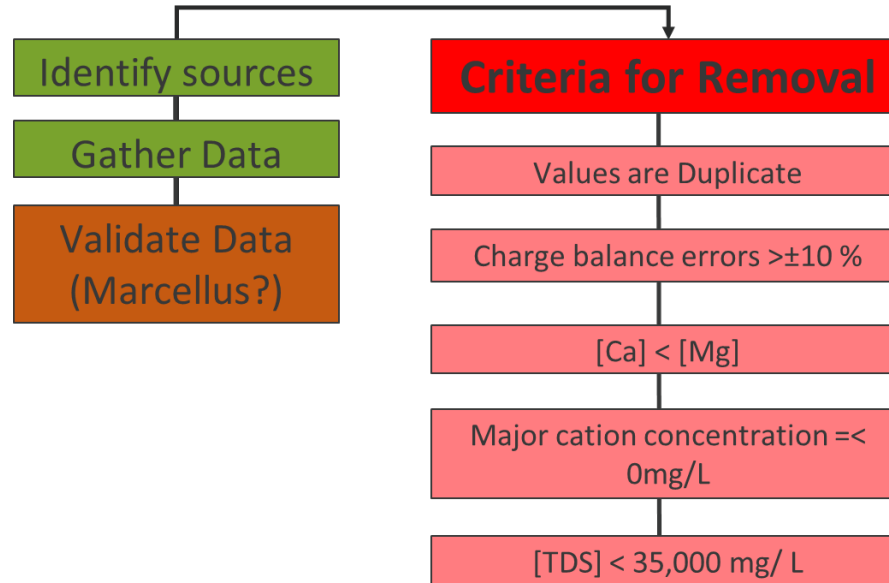 Identify sources
Gather Data
Validate Data
(Marcellus?)
Criteria for Removal
Values are Duplicate
Charge balance errors >±10 %
[Ca] < [Mg]
Major cation concentration =<
0mg/L
[TDS] < 35,000 mg/ L